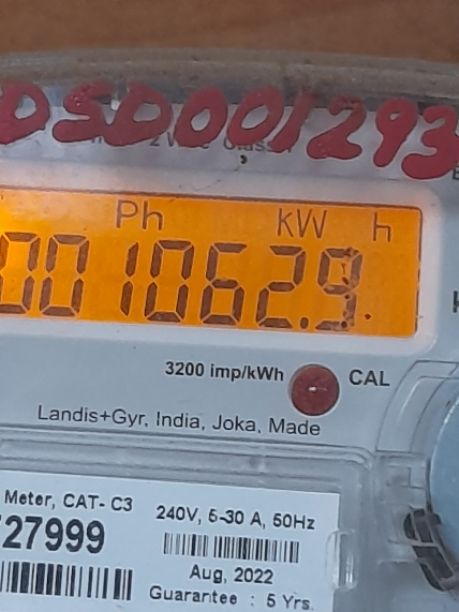 DSD001293
Ph kW h
001062.9
3200 imp/kWh CAL
Landis+Gyr, India, Joka, Made
Meter, CAT- C3
240V, 5-30 A, 50Hz
27999
Aug, 2022
Guarantee : 5 Yrs.